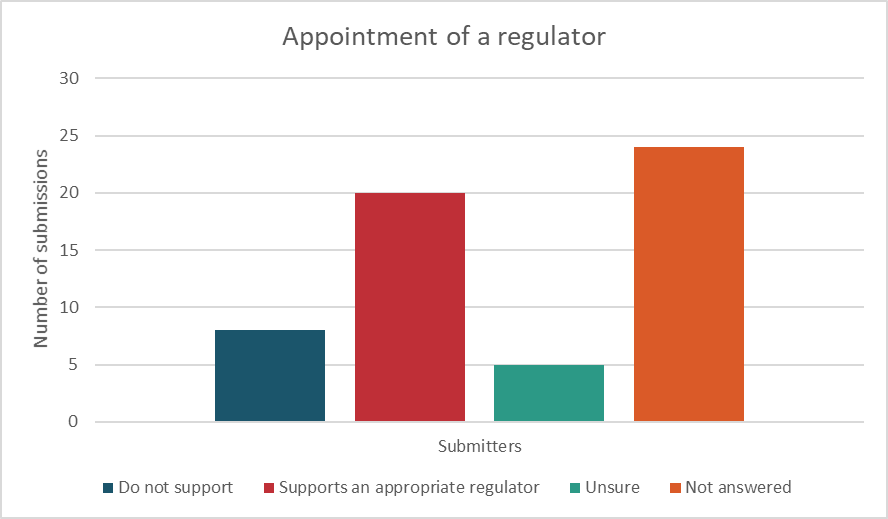 Appointment of a regulator
30
25
20
15
10
5
0
Number of submissions
Submitters
Do not support Supports an appropriate regulator Unsure Not answered